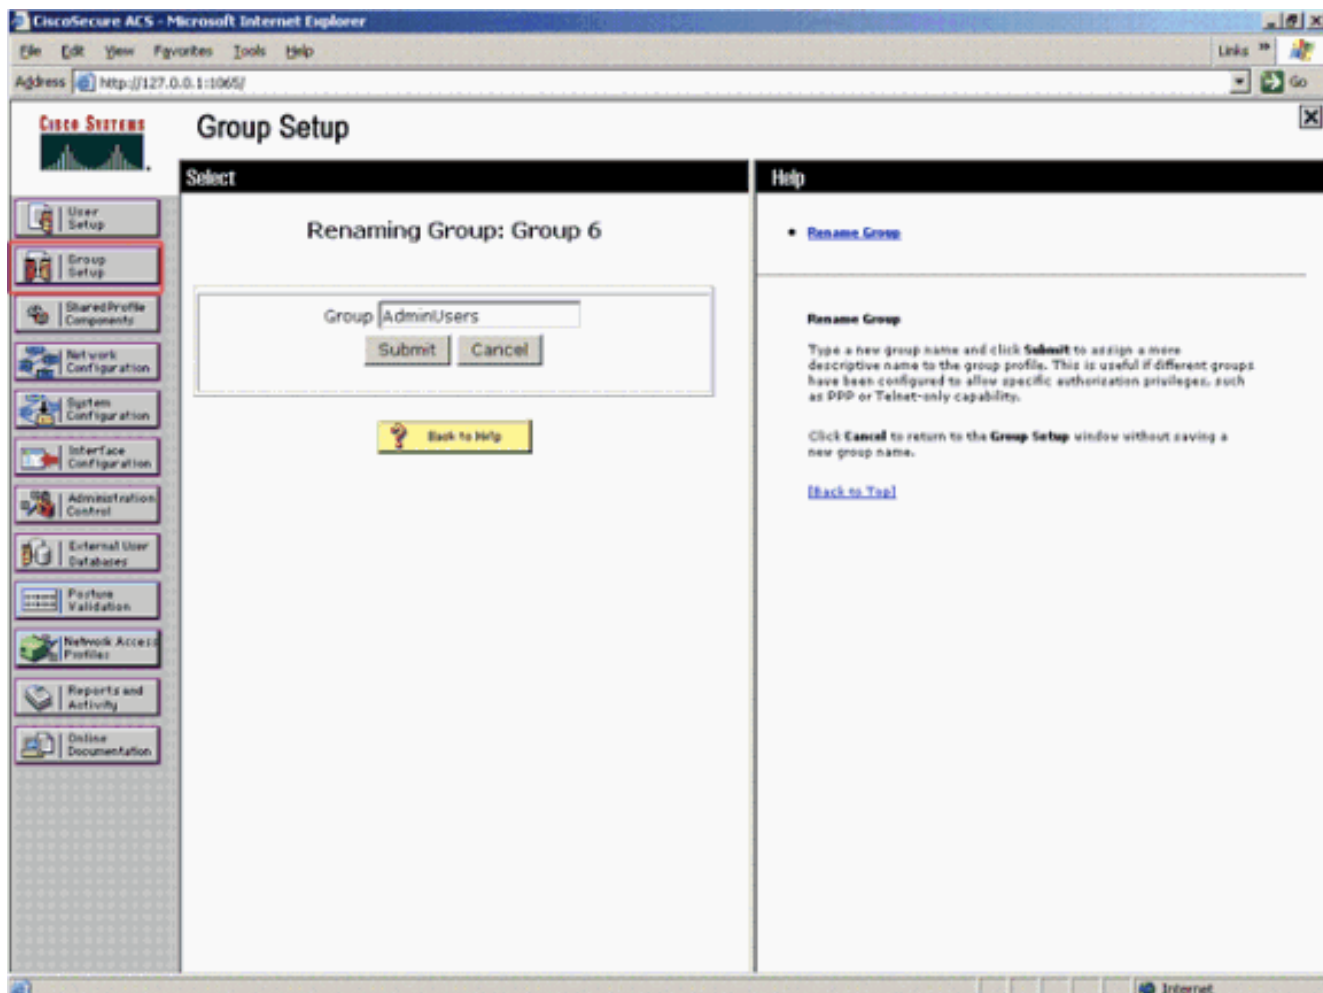 CiscoSecure ACS - Microsoft Internet Explorer
File Edit View Favorites Tools Help
Links »
Address http://127.0.0.1:1065/
Go
CISCO SYSTEMS
Group Setup
Select
Help
User Setup
Group Setup
Shared Profile Components
Network Configuration
System Configuration
Interface Configuration
Administration Control
External User Databases
Posture Validation
Network Access Profiles
Reports and Activity
Online Documentation
Renaming Group: Group 6
Group AdminUsers
Submit Cancel
Back to Help
• Rename Group
Rename Group
Type a new group name and click Submit to assign a more
descriptive name to the group profile. This is useful if different groups
have been configured to allow specific authorization privileges, such
as PPP or Telnet-only capability.
Click Cancel to return to the Group Setup window without saving a
new group name.
[Back to Top]
Internet